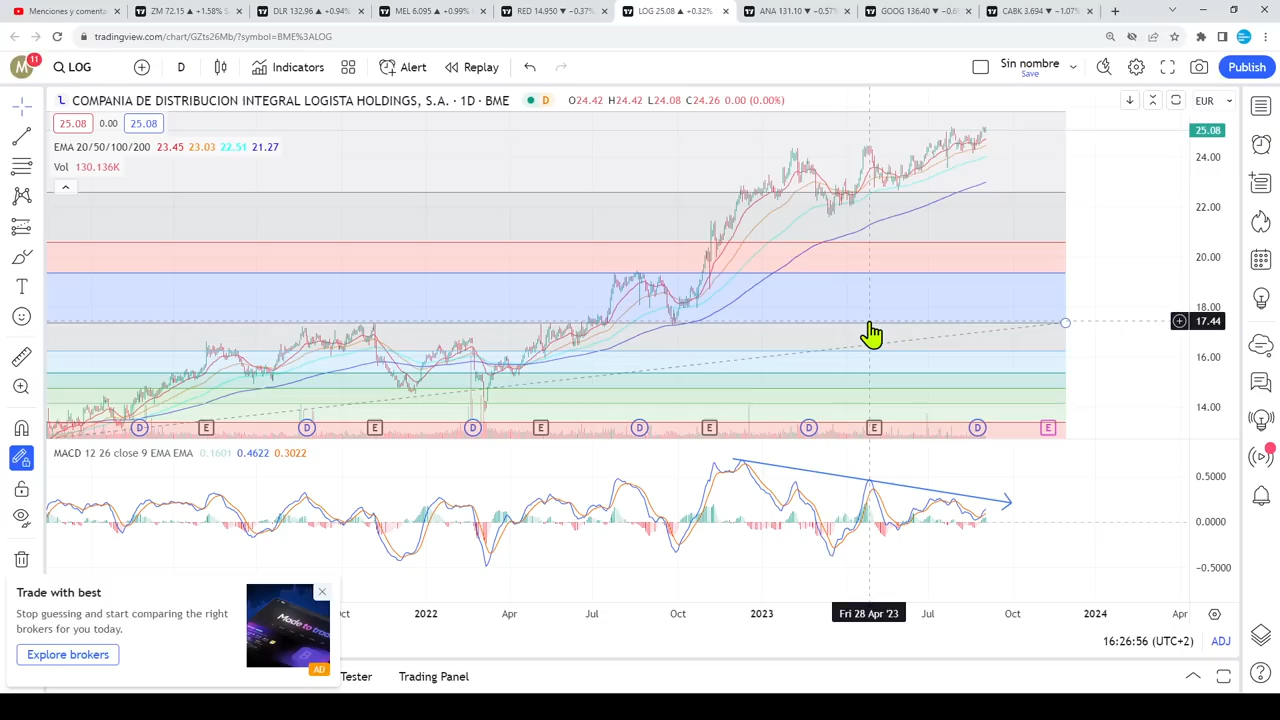 Menciones y comenta
ZM 72.15 ▲ +1.58% S
DLR 132.96 ▲ +0.94%
MEL 6.095 ▲ +0.99% S
RED 14.950 ▼ −0.37%
LOG 25.08 ▲ +0.32%
ANA 131.10 ▼ −0.57%
GOOG 136.40 ▼ −0.6
CABK 3.694 ▼ −1.07%
tradingview.com/chart/GZts26Mb/?symbol=BME%3ALOG
M 11 LOG D Indicators Alert Replay Sin nombre Publish
Save
L COMPANIA DE DISTRIBUCION INTEGRAL LOGISTA HOLDINGS, S.A. · 1D · BME D O24.42 H24.42 L24.08 C24.26 0.00 (0.00%) EUR
25.08 0.00 25.08
25.08
EMA 20/50/100/200 23.45 23.03 22.51 21.27
24.00
Vol 130.136K
22.00
20.00
18.00
17.44
16.00
14.00
D E D E D E D E D E D E
MACD 12 26 close 9 EMA EMA 0.1601 0.4622 0.3022
0.5000
0.0000
−0.5000
Trade with best
Stop guessing and start comparing the right
brokers for you today.
Explore brokers
Made to trad
AD
Oct 2022 Apr Jul Oct 2023 Fri 28 Apr '23 Jul Oct 2024 Apr
16:26:56 (UTC+2) ADJ
Tester Trading Panel